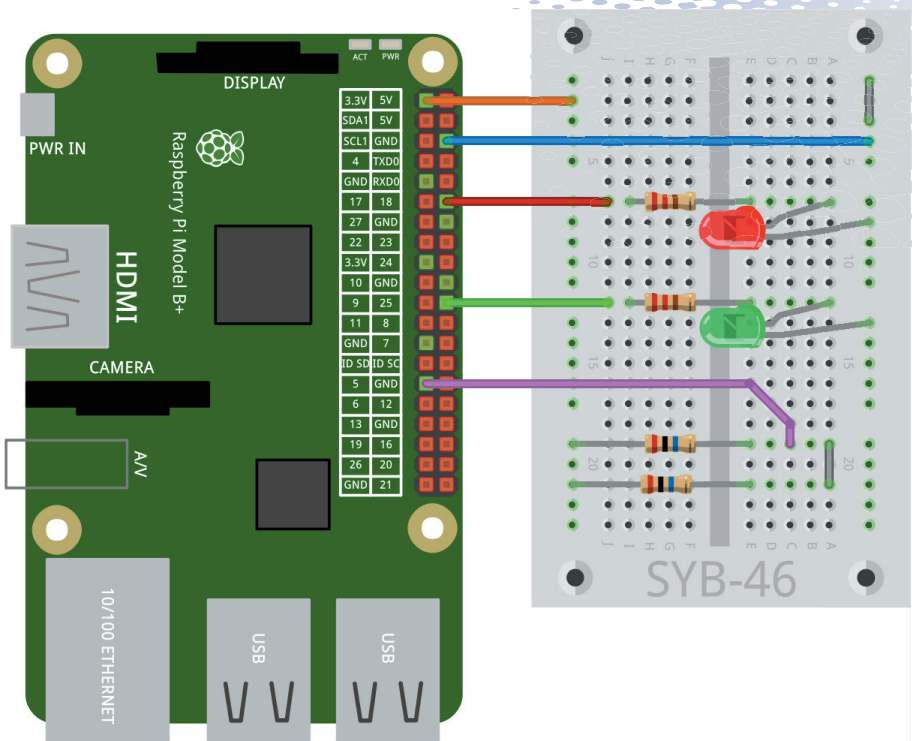 ACT PWR
DISPLAY
PWR IN
Raspberry Pi Model B+
HDMI
CAMERA
A/V
10/100 ETHERNET
USB
USB
3.3V 5V
SDA1 5V
SCL1 GND
4 TXD0
GND RXD0
17 18
27 GND
22 23
3.3V 24
10 GND
9 25
11 8
GND 7
ID SD ID SC
5 GND
6 12
13 GND
19 16
26 20
GND 21
J I H G F E D C B A
5 5
10 10
15 15
20 20
J I H G F E D C B A
SYB-46